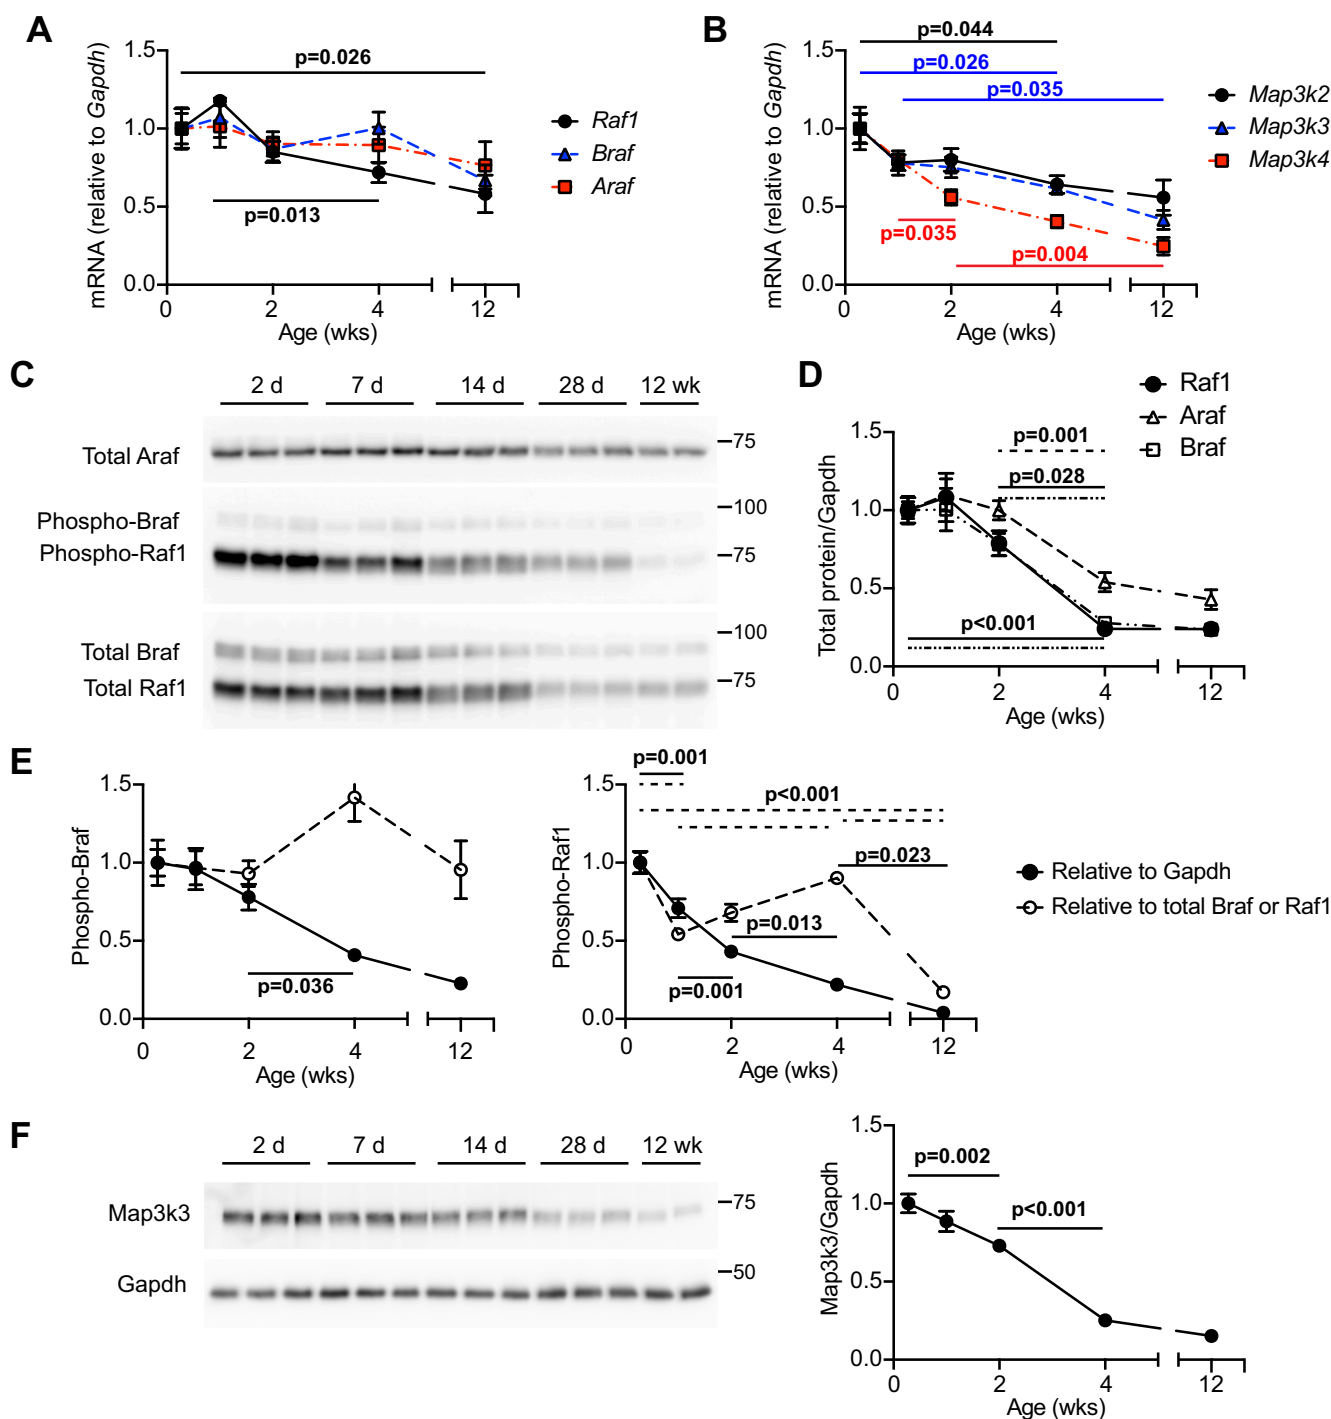 A
mRNA (relative to Gapdh)
1.5
1.0
0.5
0.0
p=0.026
p=0.013
0 2 4 12
Age (wks)
Raf1
Braf
Araf
B
mRNA (relative to Gapdh)
1.5
1.0
0.5
0.0
p=0.044
p=0.026
p=0.035
p=0.035
p=0.004
0 2 4 12
Age (wks)
Map3k2
Map3k3
Map3k4
C
2 d 7 d 14 d 28 d 12 wk
Total Araf
75
Phospho-Braf
100
Phospho-Raf1
75
Total Braf
100
Total Raf1
75
D
Raf1
Araf
Braf
Total protein/Gapdh
1.5
1.0
0.5
0.0
p=0.001
p=0.028
p<0.001
0 2 4 12
Age (wks)
E
Phospho-Braf
1.5
1.0
0.5
0.0
p=0.036
0 2 4 12
Age (wks)
Phospho-Raf1
1.5
1.0
0.5
0.0
p=0.001
p<0.001
p=0.023
p=0.013
p=0.001
0 2 4 12
Age (wks)
Relative to Gapdh
Relative to total Braf or Raf1
F
2 d 7 d 14 d 28 d 12 wk
Map3k3
75
Gapdh
50
Map3k3/Gapdh
1.5
1.0
0.5
0.0
p=0.002
p<0.001
0 2 4 12
Age (wks)